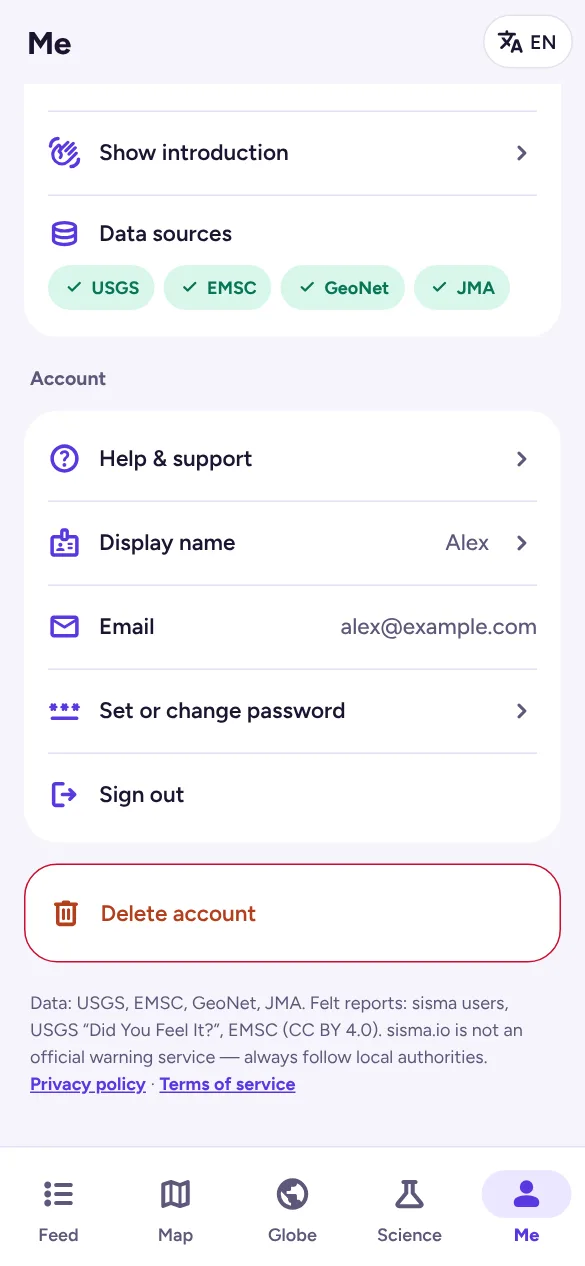 Me
EN
Show introduction
Data sources
USGS
EMSC
GeoNet
JMA
Account
Help & support
Display name
Alex
Email
alex@example.com
Set or change password
Sign out
Delete account
Data: USGS, EMSC, GeoNet, JMA. Felt reports: sisma users,
USGS “Did You Feel It?”, EMSC (CC BY 4.0). sisma.io is not an
official warning service — always follow local authorities.
Privacy policy · Terms of service
Feed
Map
Globe
Science
Me